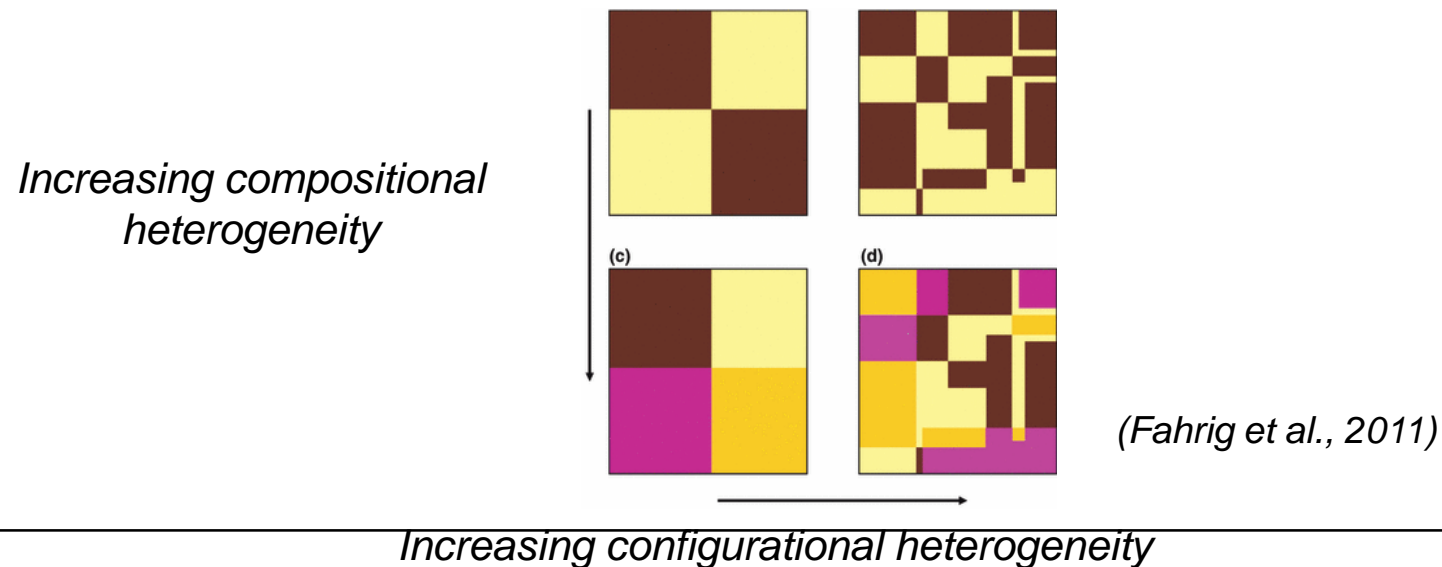 Increasing compositional
heterogeneity
(c)
(d)
(Fahrig et al., 2011)
Increasing configurational heterogeneity